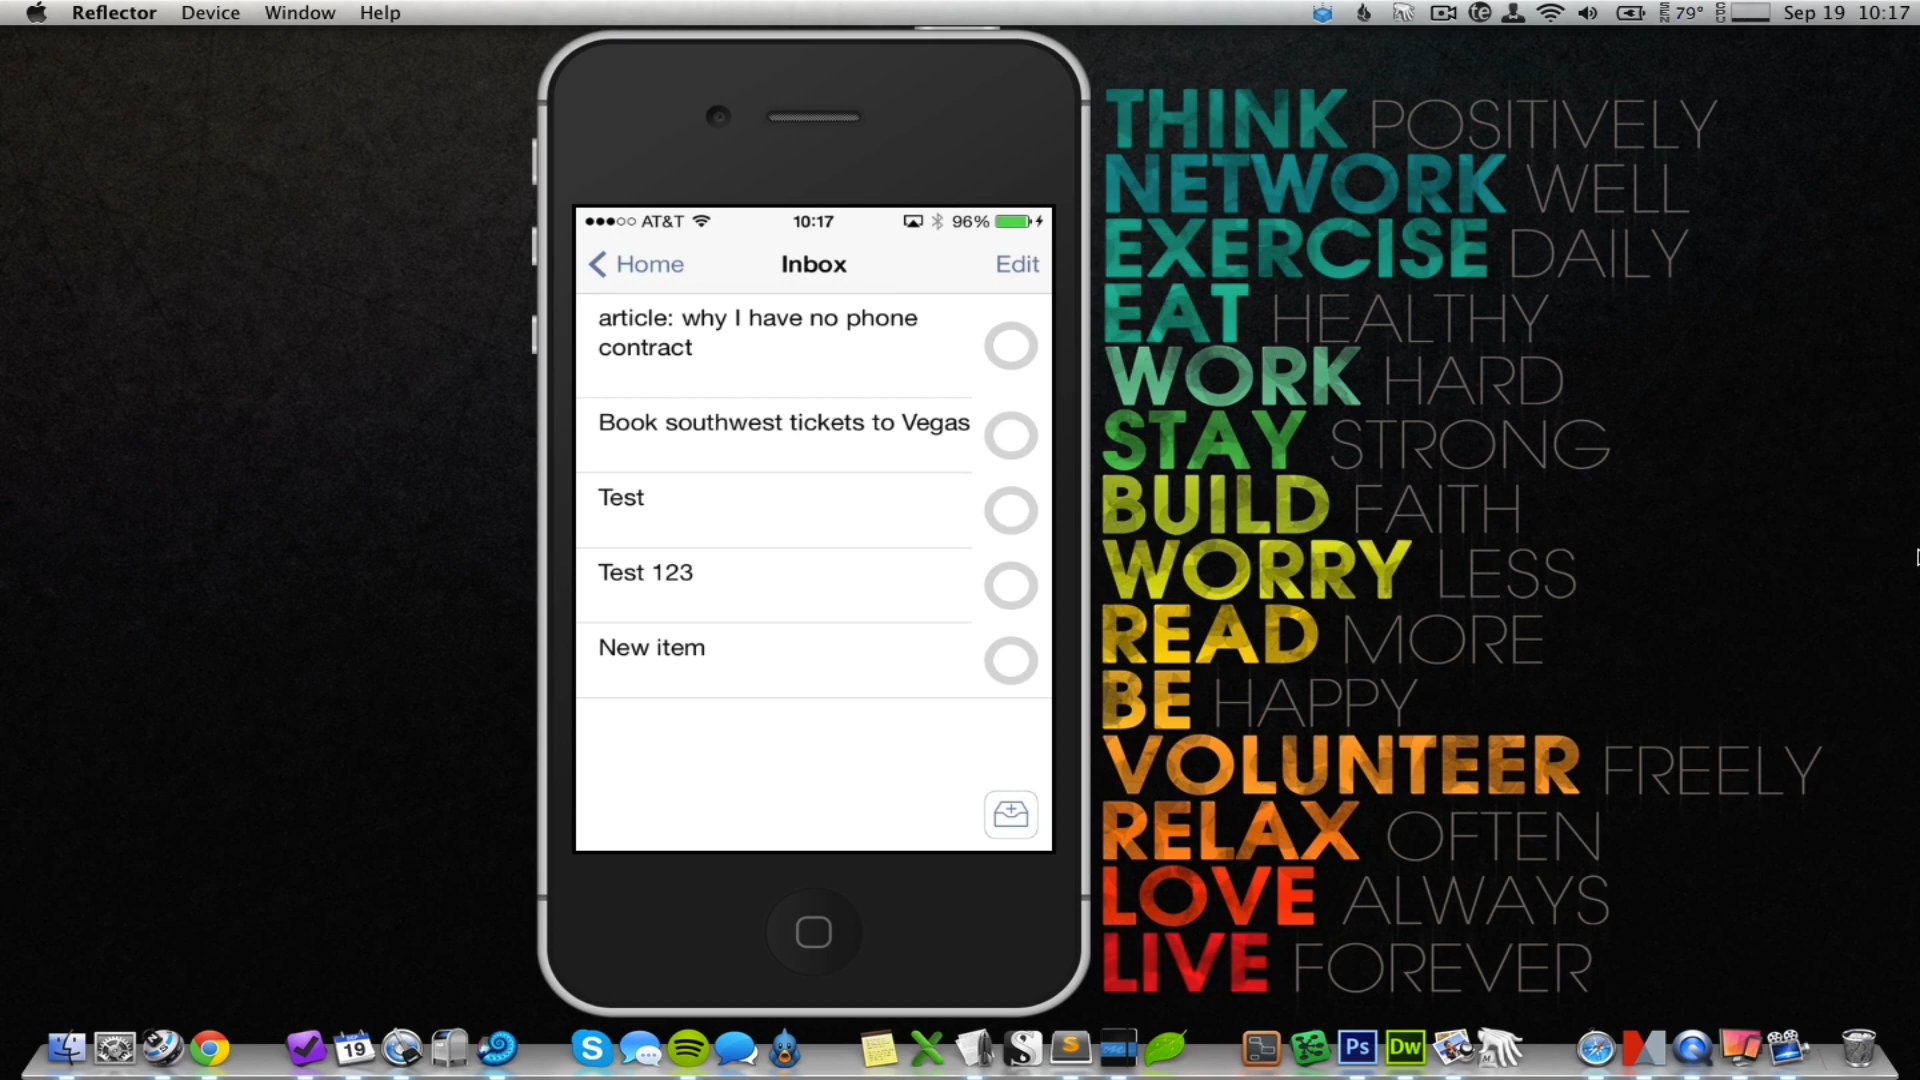 Reflector Device Window Help
SEN 79° CPU Sep 19 10:17
AT&T 10:17 96%
Home Inbox Edit
article: why I have no phone
contract
Book southwest tickets to Vegas
Test
Test 123
New item
THINK POSITIVELY
NETWORK WELL
EXERCISE DAILY
EAT HEALTHY
WORK HARD
STAY STRONG
BUILD FAITH
WORRY LESS
READ MORE
BE HAPPY
VOLUNTEER FREELY
RELAX OFTEN
LOVE ALWAYS
LIVE FOREVER
19
Ps
Dw